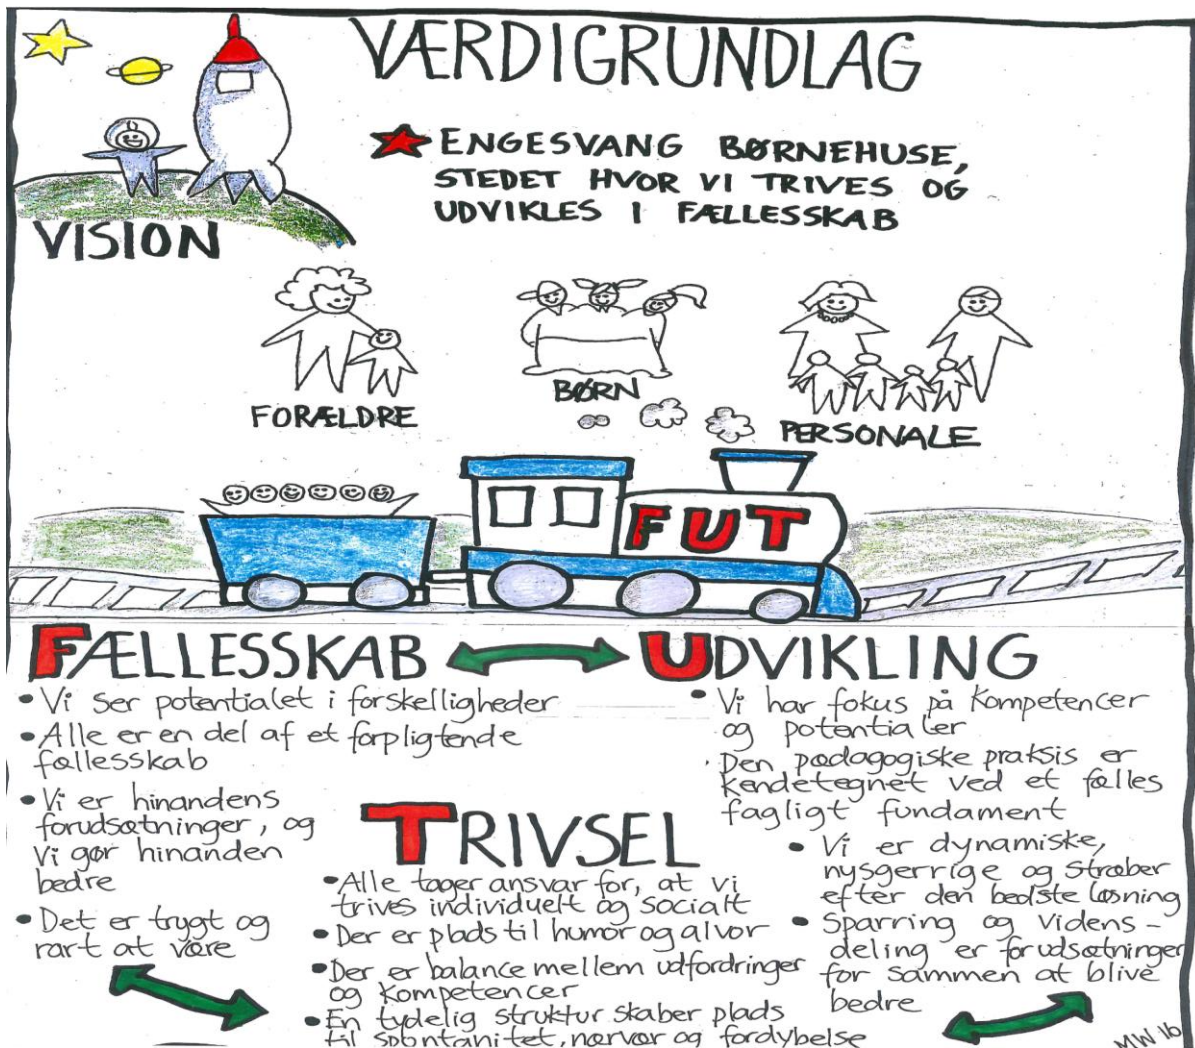 VÆRDIGRUNDLAG
ENGESVANG BØRNEHUSE,
STEDET HVOR VI TRIVES OG
UDVIKLES I FÆLLESSKAB
VISION
FORÆLDRE
BØRN
PERSONALE
FUT
FÆLLESSKAB
• Vi ser potentialet i forskelligheder
• Alle er en del af et forpligtende
fællesskab
• Vi er hinandens
forudsætninger, og
Vi gør hinanden
bedre
• Det er trygt og
rart at være
UDVIKLING
• Vi har fokus på kompetencer
og potentialer
. Den pædagogiske praksis er
kendetegnet ved et fælles
fagligt fundament
• Vi er dynamiske,
nysgerrige og stræber
efter den bedste løsning
• Sparring og videns-
deling er forudsætninger
for sammen at blive
bedre
TRIVSEL
• Alle tager ansvar for, at vi
trives individuelt og socialt
• Der er plads til humor og alvor
• Der er balance mellem udfordringer
og kompetencer
• En tydelig struktur skaber plads
til spontanitet, nærvær og fordybelse
MW 16